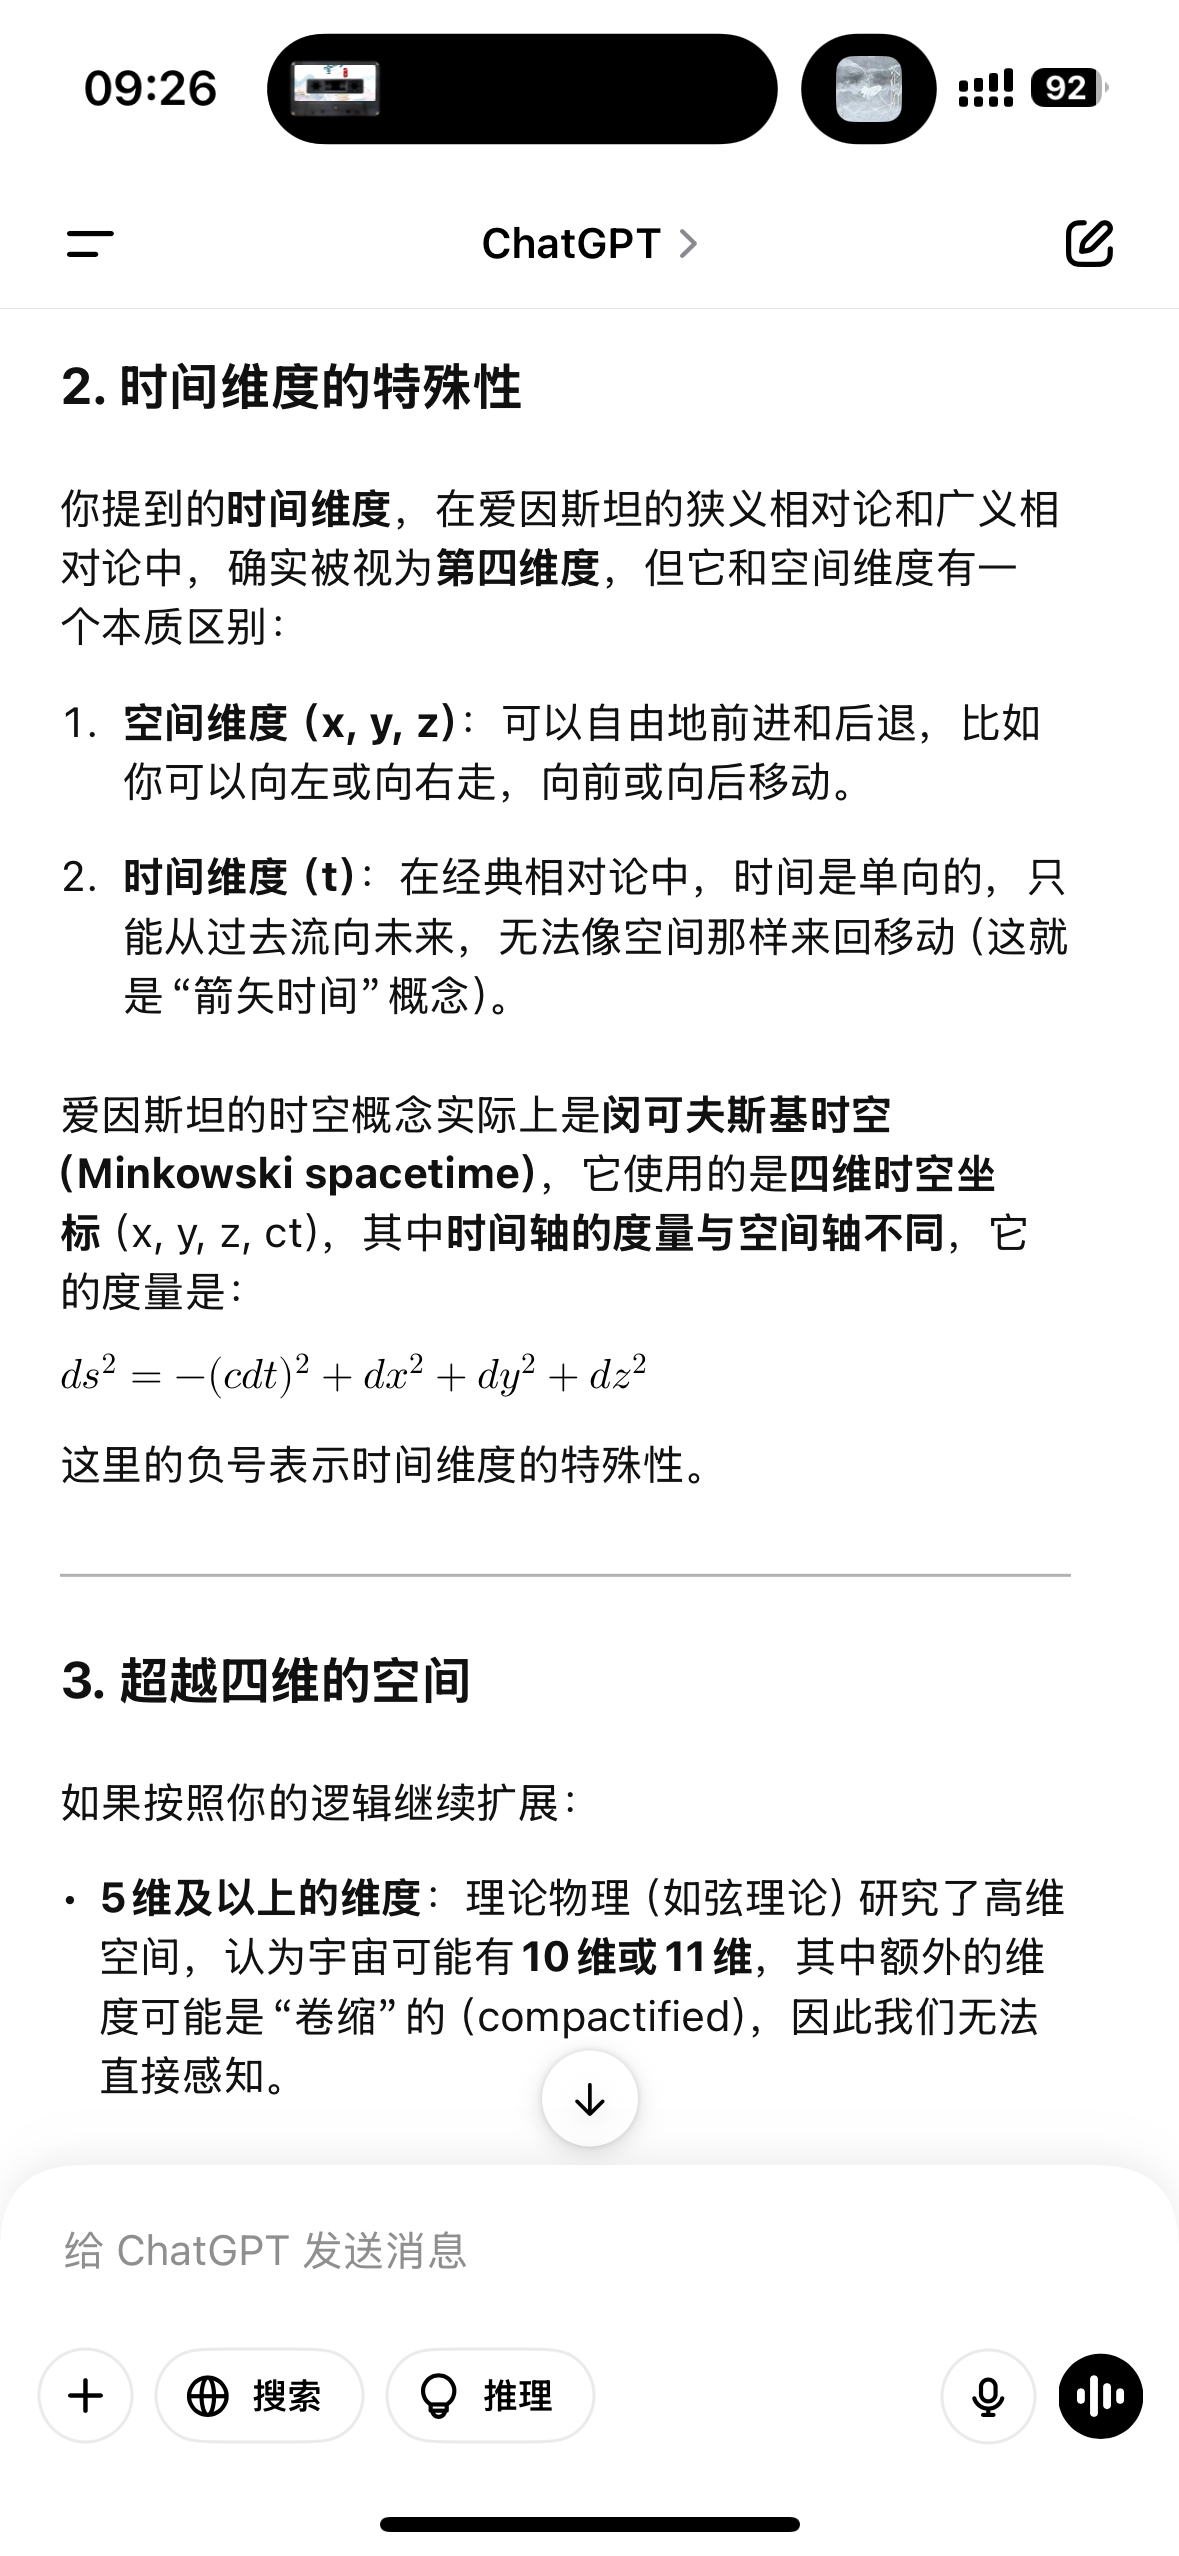 09:26
92
ChatGPT
2. 时间维度的特殊性
你提到的时间维度，在爱因斯坦的狭义相对论和广义相
对论中，确实被视为第四维度，但它和空间维度有一
个本质区别：
1. 空间维度 (x, y, z)：可以自由地前进和后退，比如
你可以向左或向右走，向前或向后移动。
2. 时间维度 (t)：在经典相对论中，时间是单向的，只
能从过去流向未来，无法像空间那样来回移动（这就
是“箭矢时间”概念）。
爱因斯坦的时空概念实际上是闵可夫斯基时空
(Minkowski spacetime)，它使用的是四维时空坐
标 (x, y, z, ct)，其中时间轴的度量与空间轴不同，它
的度量是：
ds² = −(cdt)² + dx² + dy² + dz²
这里的负号表示时间维度的特殊性。
3. 超越四维的空间
如果按照你的逻辑继续扩展：
• 5维及以上的维度：理论物理（如弦理论）研究了高维
空间，认为宇宙可能有10维或11维，其中额外的维
度可能是“卷缩”的 (compactified)，因此我们无法
直接感知。
给 ChatGPT 发送消息
搜索
推理